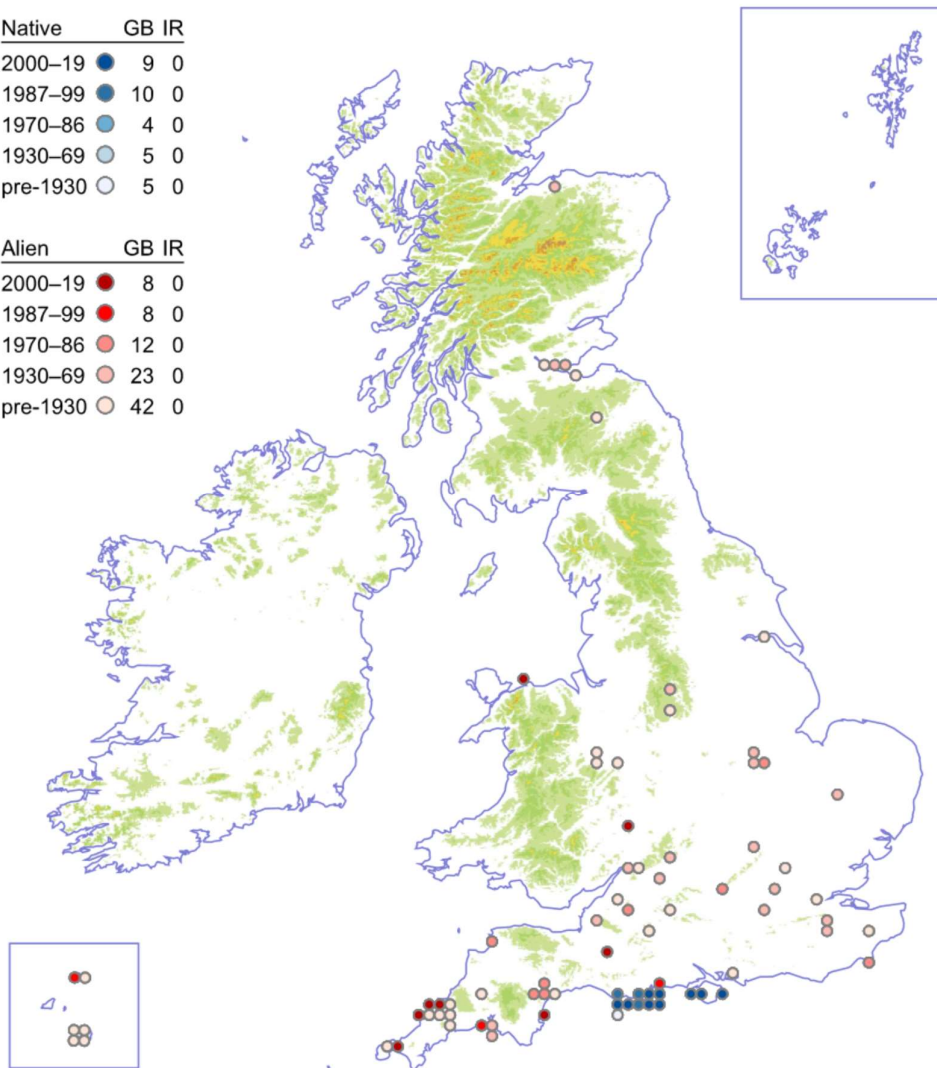 Native GB IR
2000–19 9 0
1987–99 10 0
1970–86 4 0
1930–69 5 0
pre-1930 5 0
Alien GB IR
2000–19 8 0
1987–99 8 0
1970–86 12 0
1930–69 23 0
pre-1930 42 0